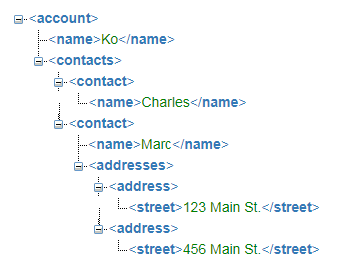 <account>
<name>Ko</name>
<contacts>
<contact>
<name>Charles</name>
<contact>
<name>Marc</name>
<addresses>
<address>
<street>123 Main St.</street>
<address>
<street>456 Main St.</street>